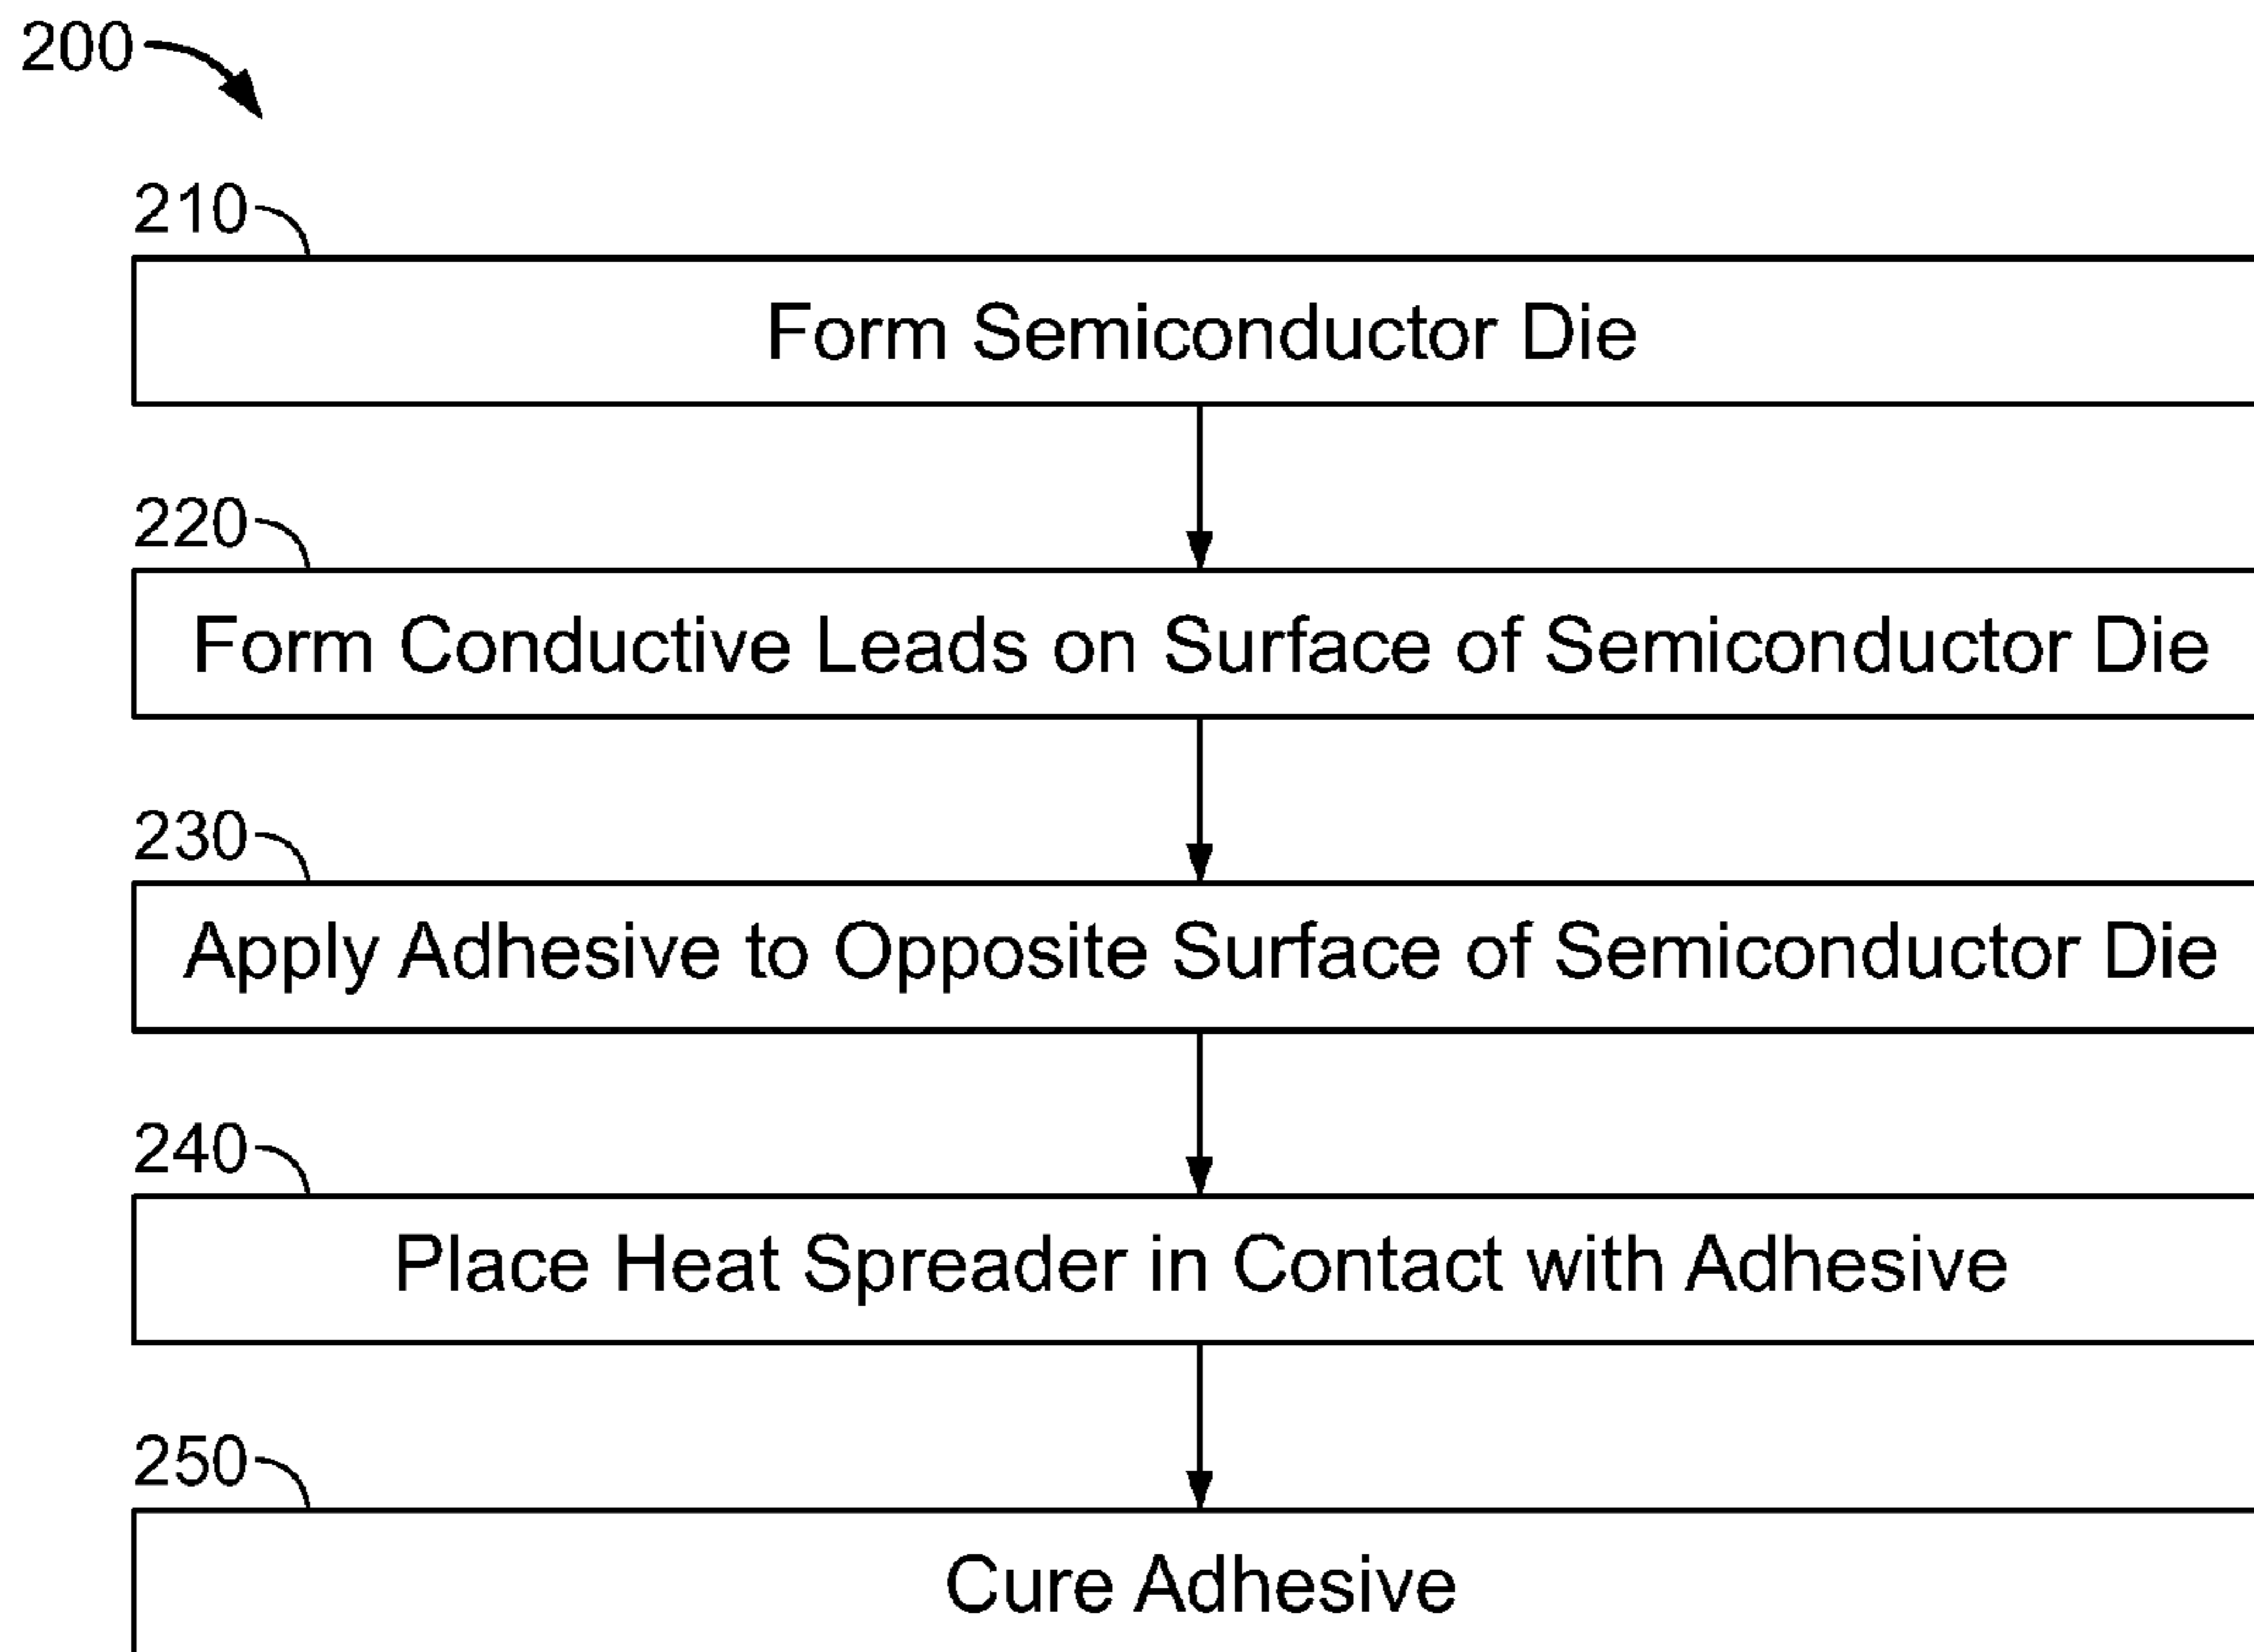 200
210
Form Semiconductor Die
220
Form Conductive Leads on Surface of Semiconductor Die
230
Apply Adhesive to Opposite Surface of Semiconductor Die
240
Place Heat Spreader in Contact with Adhesive
250
Cure Adhesive